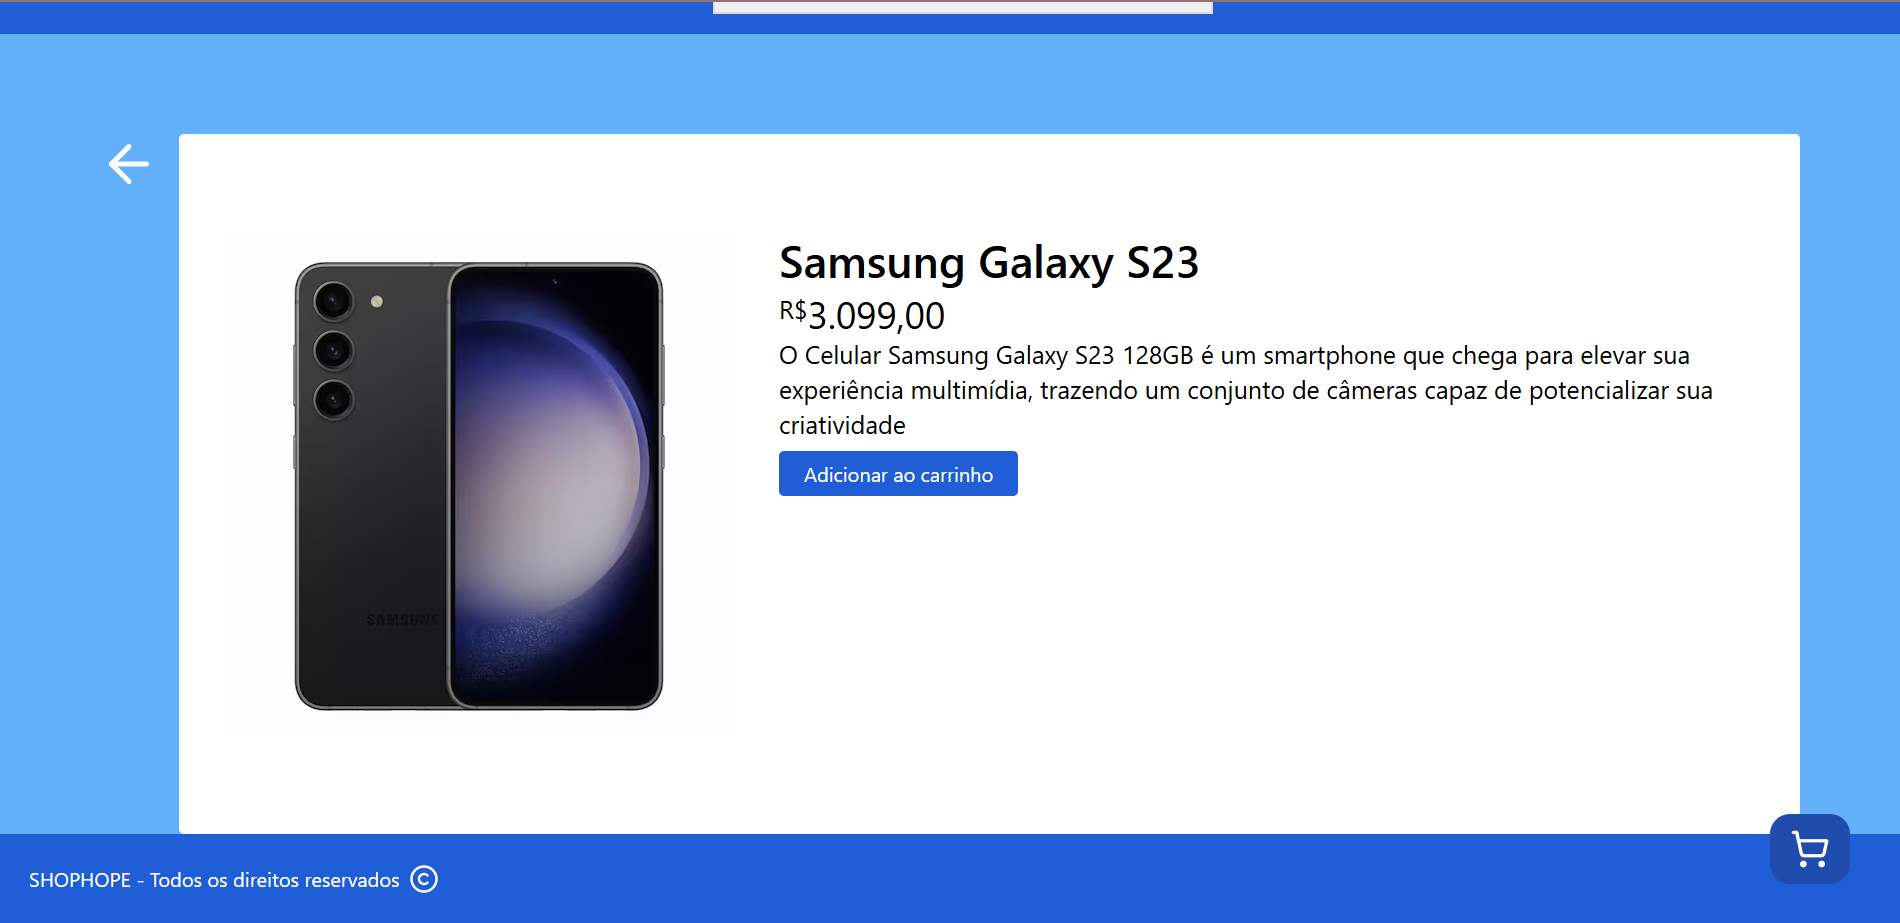 Samsung Galaxy S23
R$3.099,00
O Celular Samsung Galaxy S23 128GB é um smartphone que chega para elevar sua
experiência multimídia, trazendo um conjunto de câmeras capaz de potencializar sua
criatividade
Adicionar ao carrinho
SAMSUNG
SHOPHOPE - Todos os direitos reservados ©